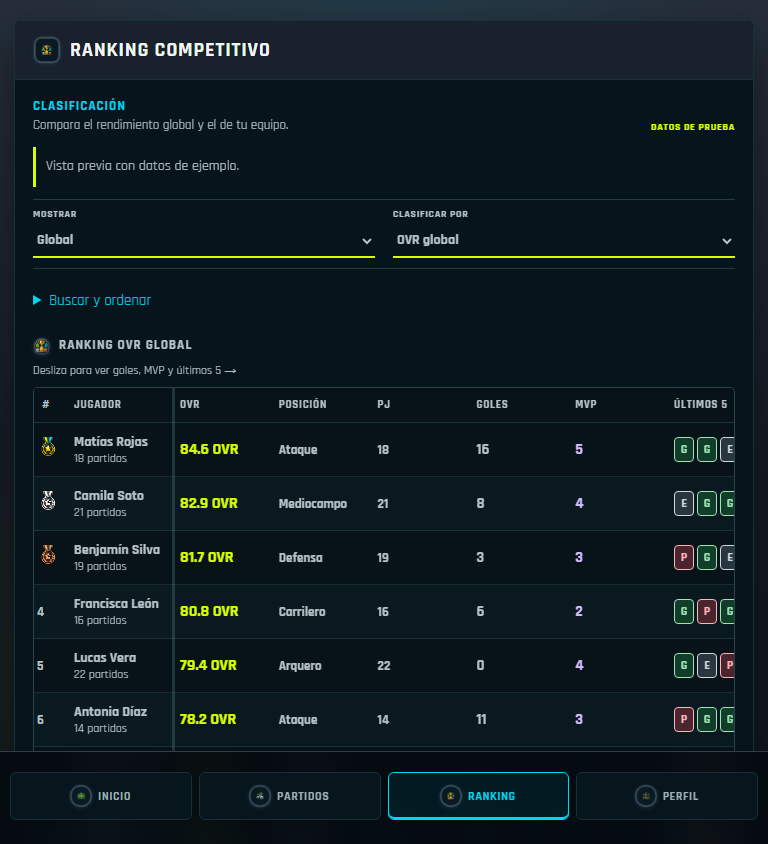 RANKING COMPETITIVO
CLASIFICACIÓN
Compara el rendimiento global y el de tu equipo.
DATOS DE PRUEBA
Vista previa con datos de ejemplo.
MOSTRAR CLASIFICAR POR
Global OVR global
Buscar y ordenar
RANKING OVR GLOBAL
Desliza para ver goles, MVP y últimos 5 →
# JUGADOR OVR POSICIÓN PJ GOLES MVP ÚLTIMOS 5
Matías Rojas 84.6 OVR Ataque 18 16 5 G G E
18 partidos
Camila Soto 82.9 OVR Mediocampo 21 8 4 E G G
21 partidos
Benjamín Silva 81.7 OVR Defensa 19 3 3 P G E
19 partidos
4 Francisca León 80.8 OVR Carrilero 16 6 2 G P G
16 partidos
5 Lucas Vera 79.4 OVR Arquero 22 0 4 G E P
22 partidos
6 Antonia Díaz 78.2 OVR Ataque 14 11 3 P G G
14 partidos
INICIO PARTIDOS RANKING PERFIL